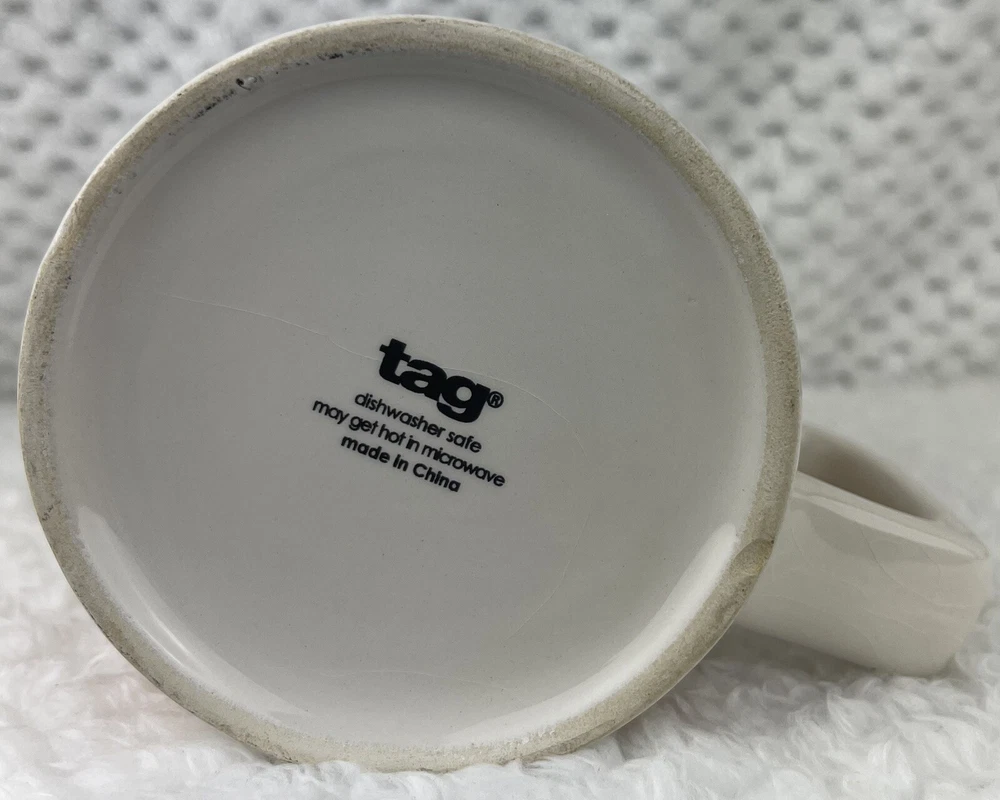 tag®
dishwasher safe
may get hot in microwave
made in China